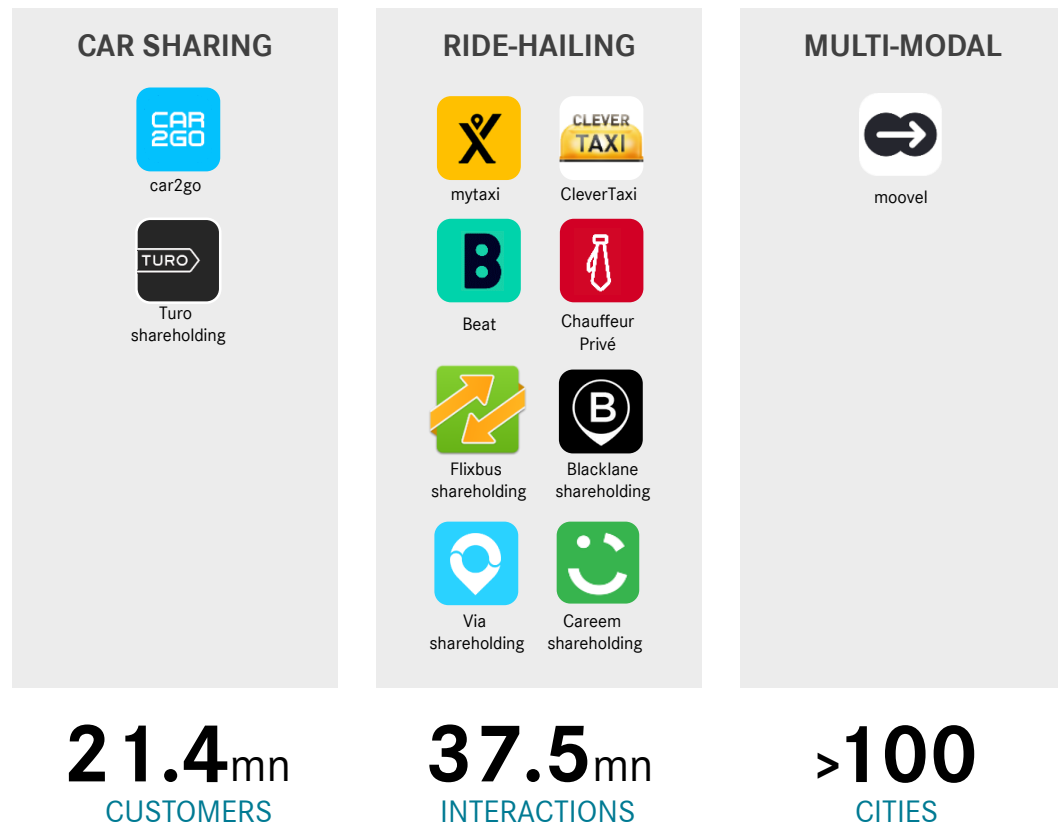 CAR SHARING
CAR
2GO
car2go
TURO
Turo
shareholding
RIDE-HAILING
mytaxi
CLEVER
TAXI
CleverTaxi
B
Beat
Chauffeur
Privé
Flixbus
shareholding
B
Blacklane
shareholding
Via
shareholding
Careem
shareholding
MULTI-MODAL
moovel
21.4mn
CUSTOMERS
37.5mn
INTERACTIONS
>100
CITIES